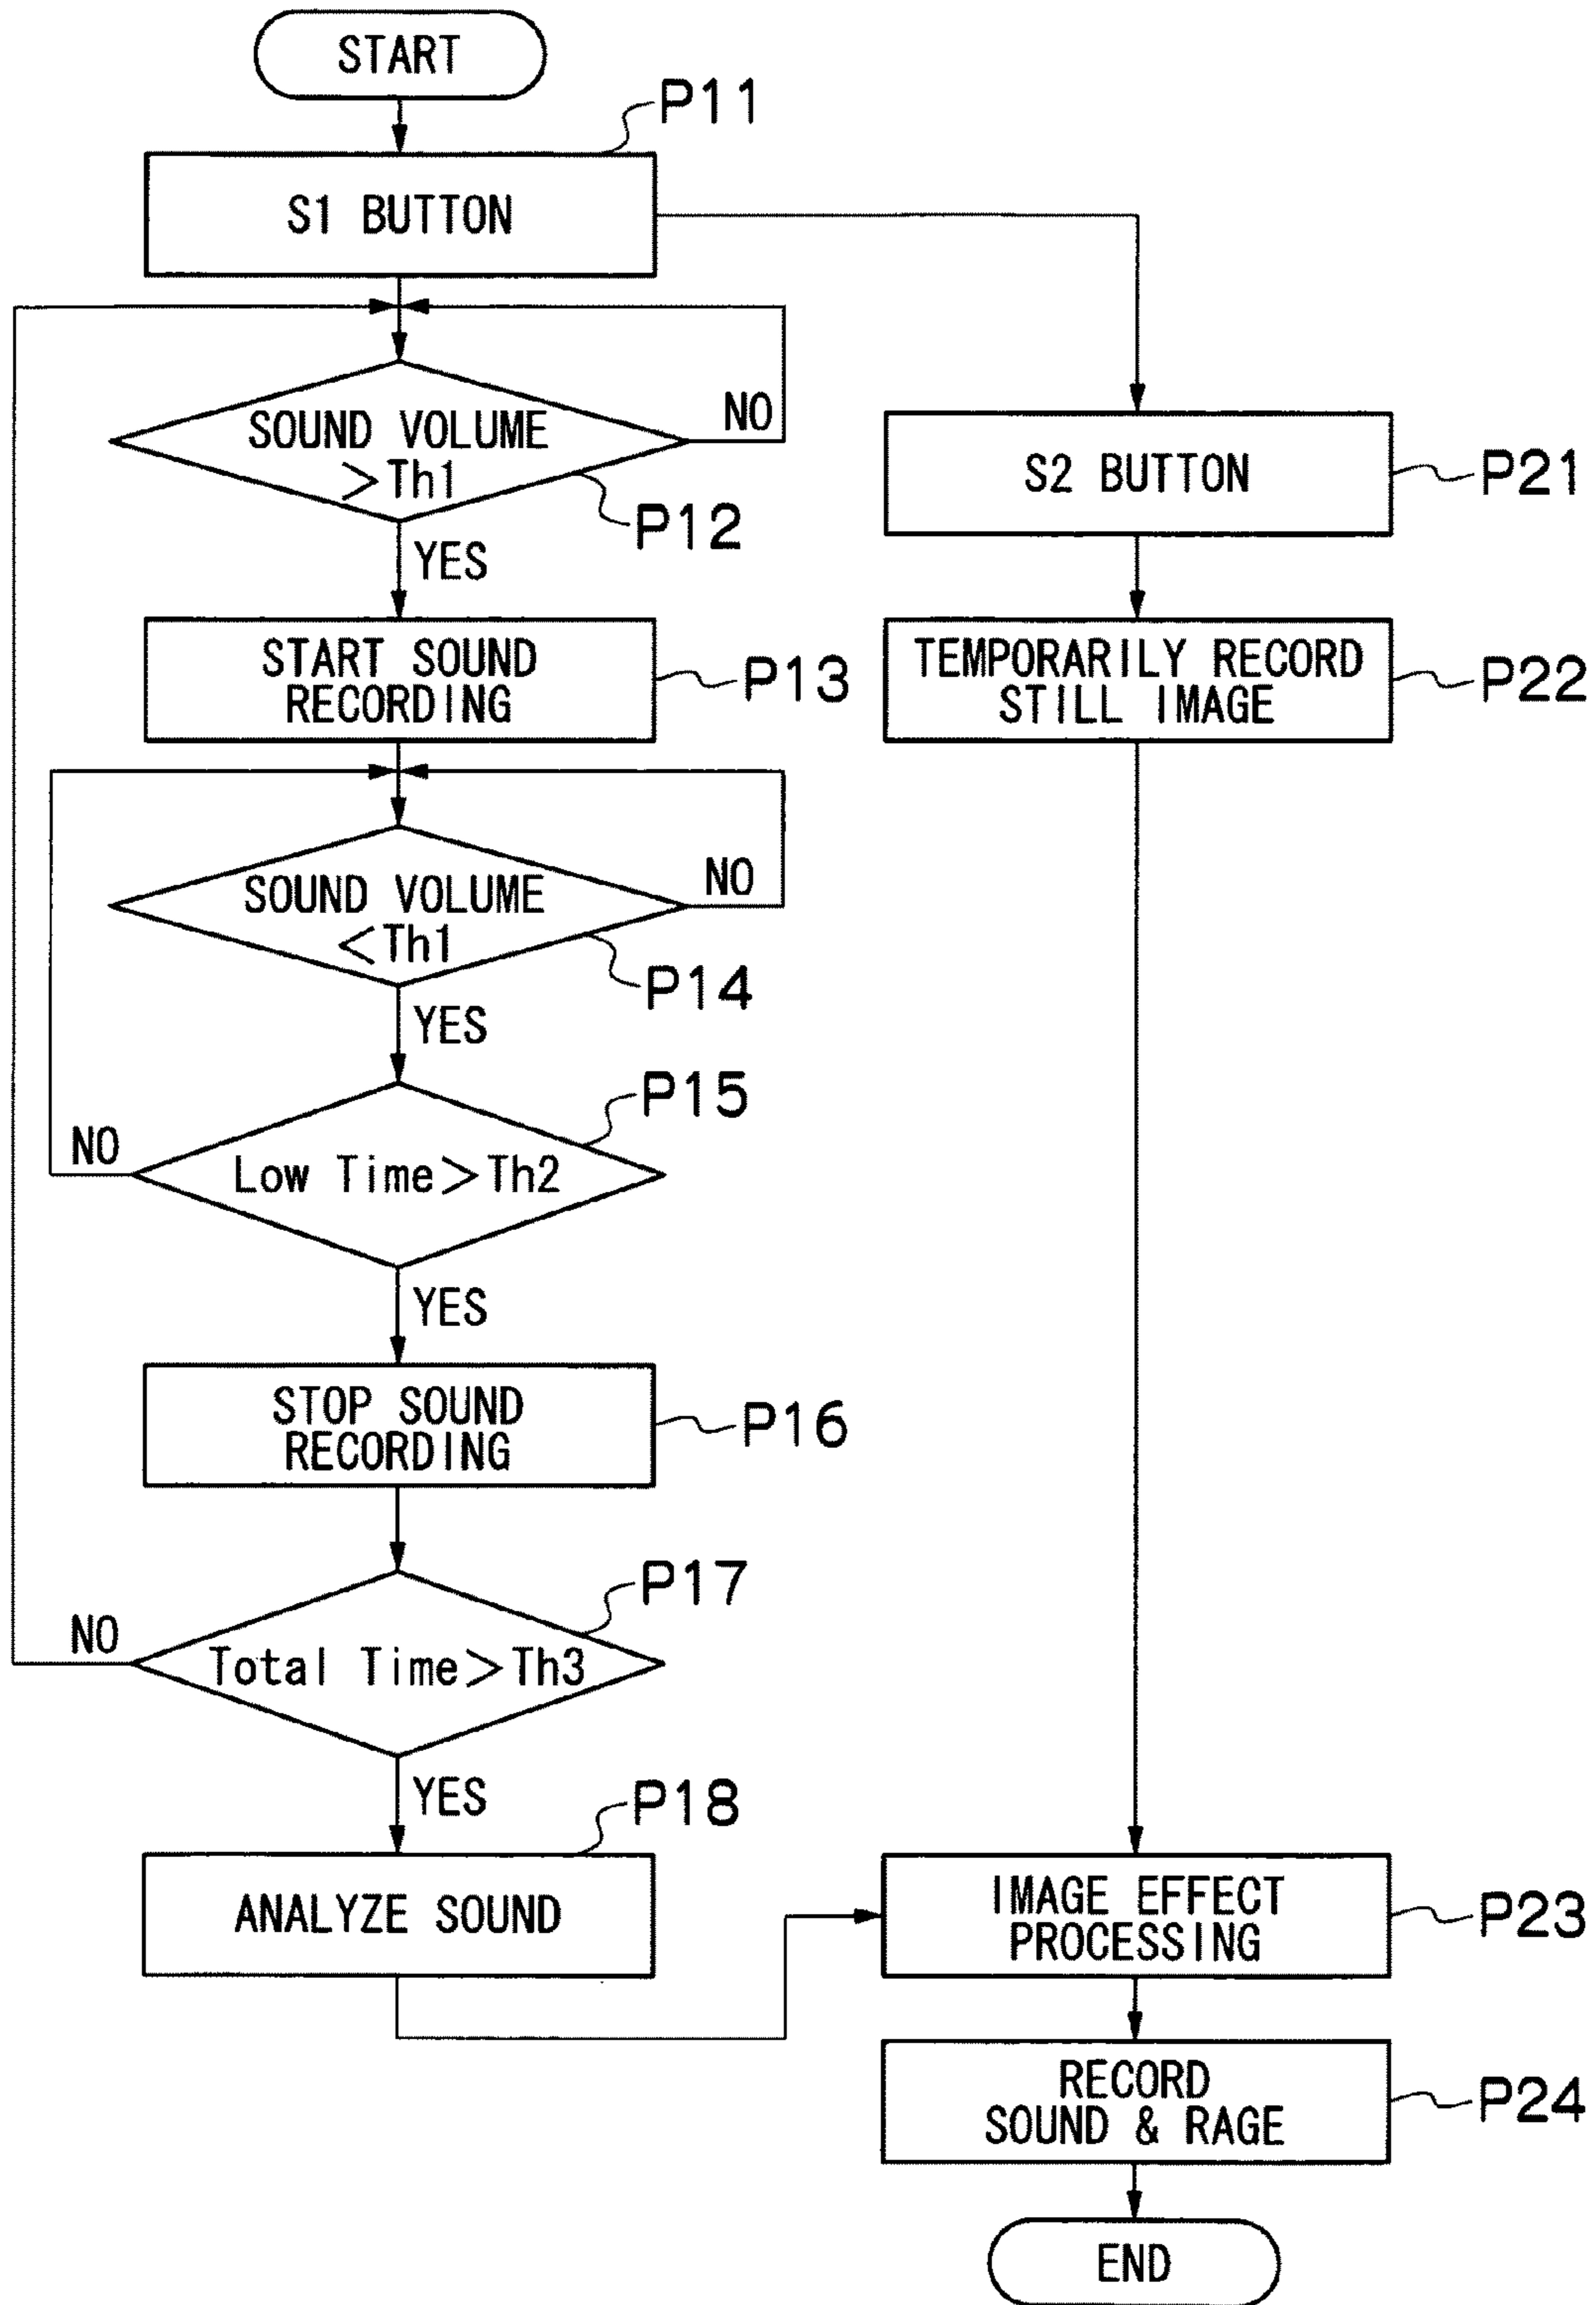 START
P11
S1 BUTTON
SOUND VOLUME
>Th1
NO
P12
YES
START SOUND
RECORDING
P13
SOUND VOLUME
<Th1
NO
P14
YES
P15
NO
Low Time>Th2
YES
STOP SOUND
RECORDING
P16
P17
NO
Total Time>Th3
YES
P18
ANALYZE SOUND
S2 BUTTON
P21
TEMPORARILY RECORD
STILL IMAGE
P22
IMAGE EFFECT
PROCESSING
P23
RECORD
SOUND & RAGE
P24
END